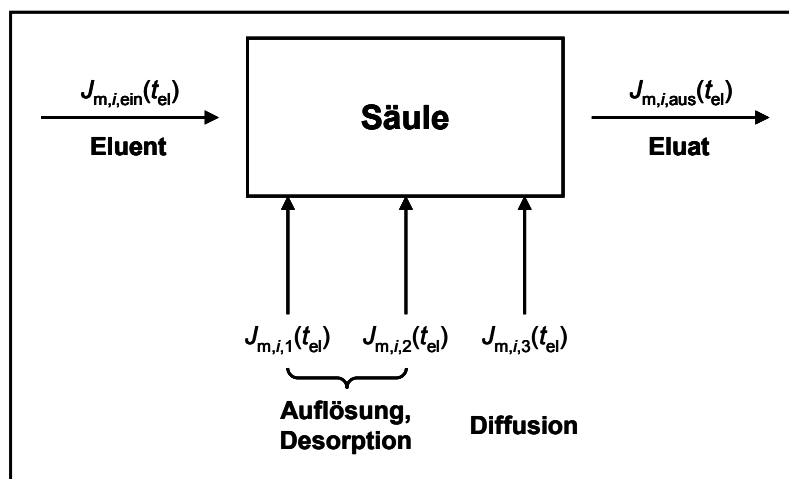 J_m,i,ein(t_el)
Eluent
Säule
J_m,i,aus(t_el)
Eluat
J_m,i,1(t_el) J_m,i,2(t_el) J_m,i,3(t_el)
Auflösung,
Desorption
Diffusion